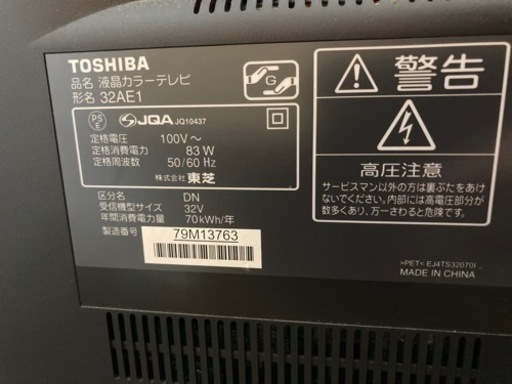 TOSHIBA
品名 液晶カラーテレビ
形名 32AE1
G
PS
E
JQA JQ10437
定格電圧 100V～
定格消費電力 83W
定格周波数 50/60Hz
株式会社 東芝
区分名 DN
受信機型サイズ 32V
年間消費電力量 70kWh/年
製造番号 79M13763
警告
高圧注意
サービスマン以外の方は裏ぶたをあけ
ないでください。内部には高電圧部分が
数多くあり、万一さわると危険です。
>PET< EJ4TS32070
MADE IN CHINA